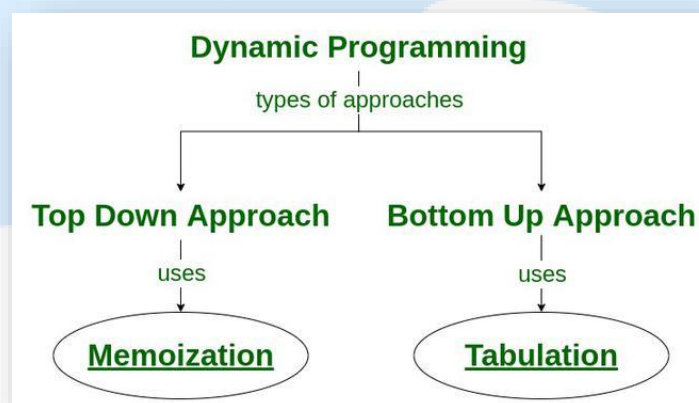 Dynamic Programming
types of approaches
Top Down Approach
Bottom Up Approach
uses
uses
Memoization
Tabulation